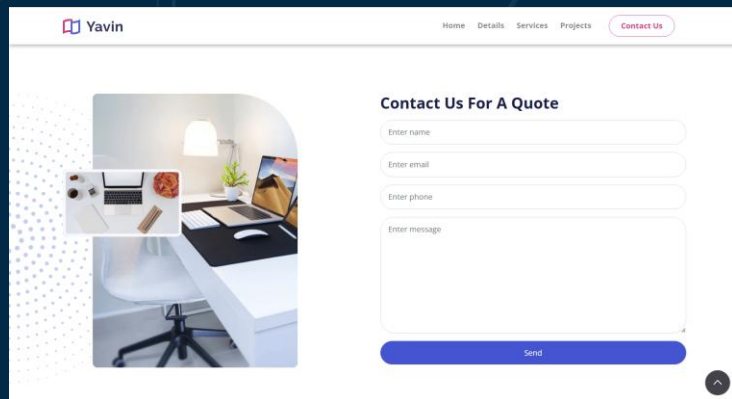 Yavin
Home Details Services Projects Contact Us
Contact Us For A Quote
Enter name
Enter email
Enter phone
Enter message
Send